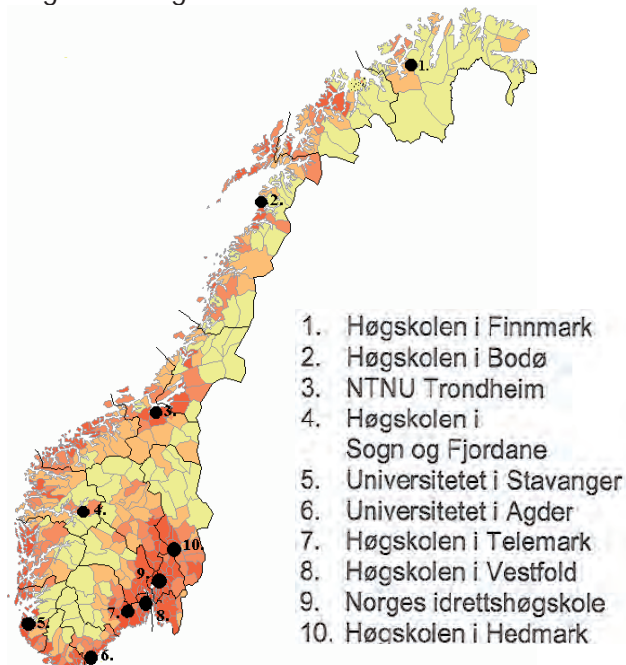 1.
2.
3.
4.
10.
9.
7.
8.
5.
6.
1. Høgskolen i Finnmark
2. Høgskolen i Bodø
3. NTNU Trondheim
4. Høgskolen i
Sogn og Fjordane
5. Universitetet i Stavanger
6. Universitetet i Agder
7. Høgskolen i Telemark
8. Høgskolen i Vestfold
9. Norges idrettshøgskole
10. Høgskolen i Hedmark